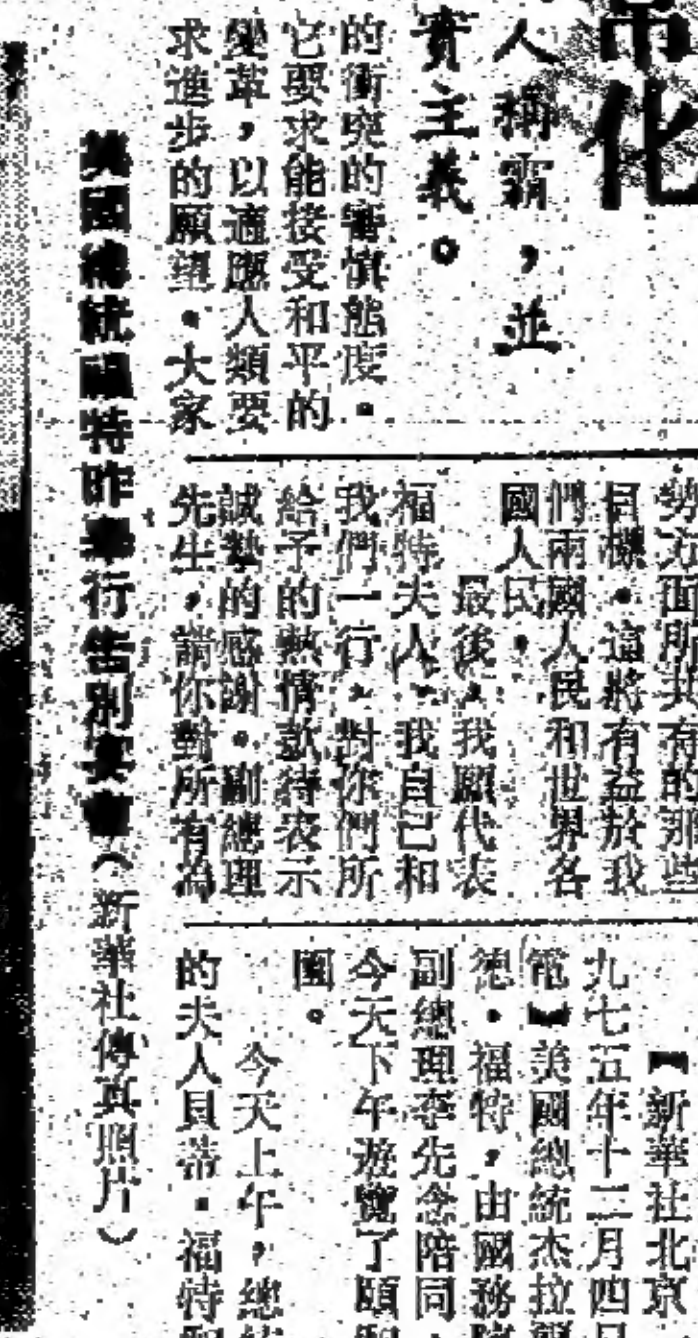 常化
人稱霸，並
實主義。
的衝突的審慎態度。
它要求能接受和平的
變革，以適應人類要
求進步的願望。大家
勢方面所共有的那些
目標。這將有益於我
們兩國人民和世界各
國人民。
最後，我願代表
福特夫人、我自己和
我們一行，對你們所
給予的熱情款待表示
誠摯的感謝。副總理
先生，請你對所有為
【新華社北京
九七五年十二月四日
電】美國總統杰拉爾
德·福特，由國務院
副總理李先念陪同，
今天下午遊覽了頤和
園。
今天上午，總統
的夫人貝蒂·福特和
美國總統福特昨舉行告別宴會（新華社傳真照片）